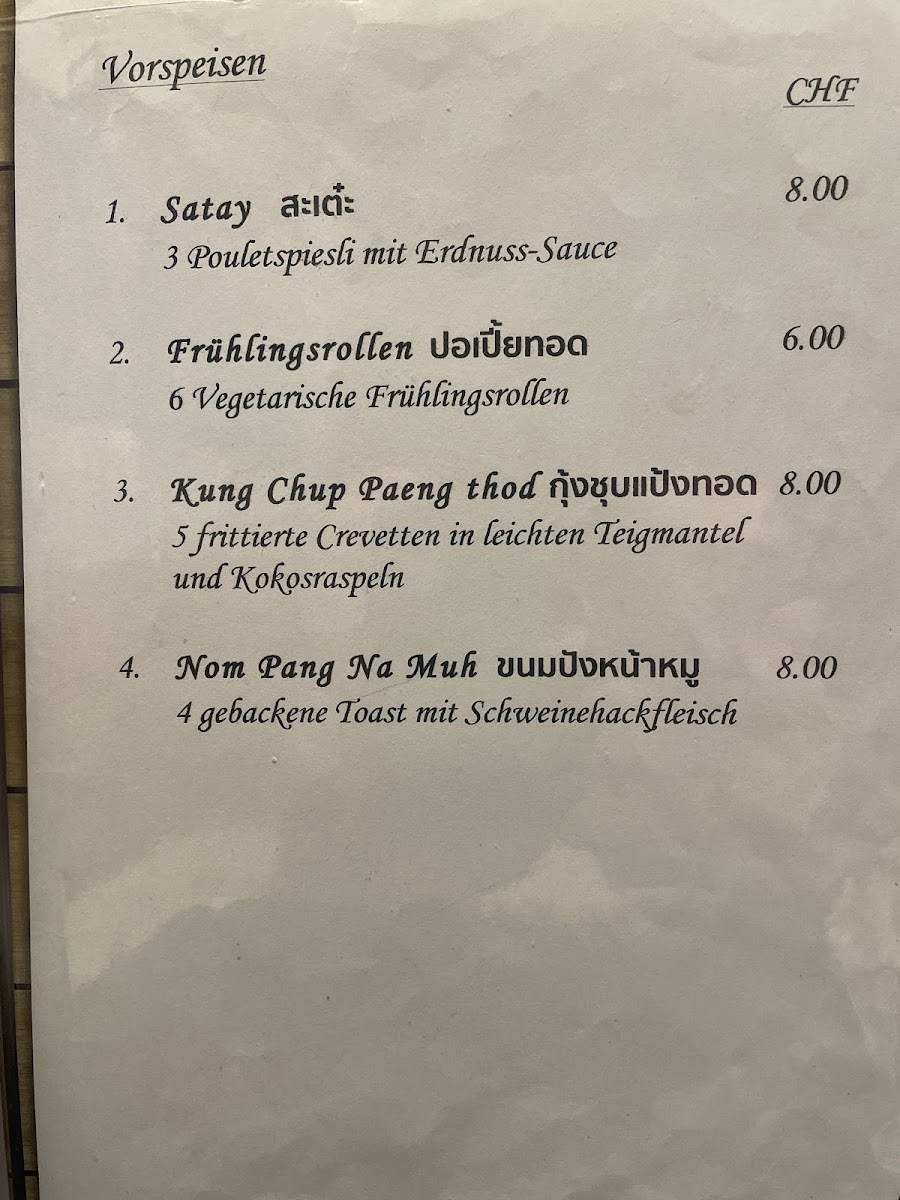 Vorspeisen
CHF
1. Satay สะเต๋ะ 8.00
3 Pouletspiesli mit Erdnuss-Sauce
2. Frühlingsrollen ปอเปี้ยทอด 6.00
6 Vegetarische Frühlingsrollen
3. Kung Chup Paeng thod กุ้งชุบแป้งทอด 8.00
5 frittierte Crevetten in leichten Teigmantel
und Kokosraspeln
4. Nom Pang Na Muh ขนมปังหน้าหมู 8.00
4 gebackene Toast mit Schweinehackfleisch